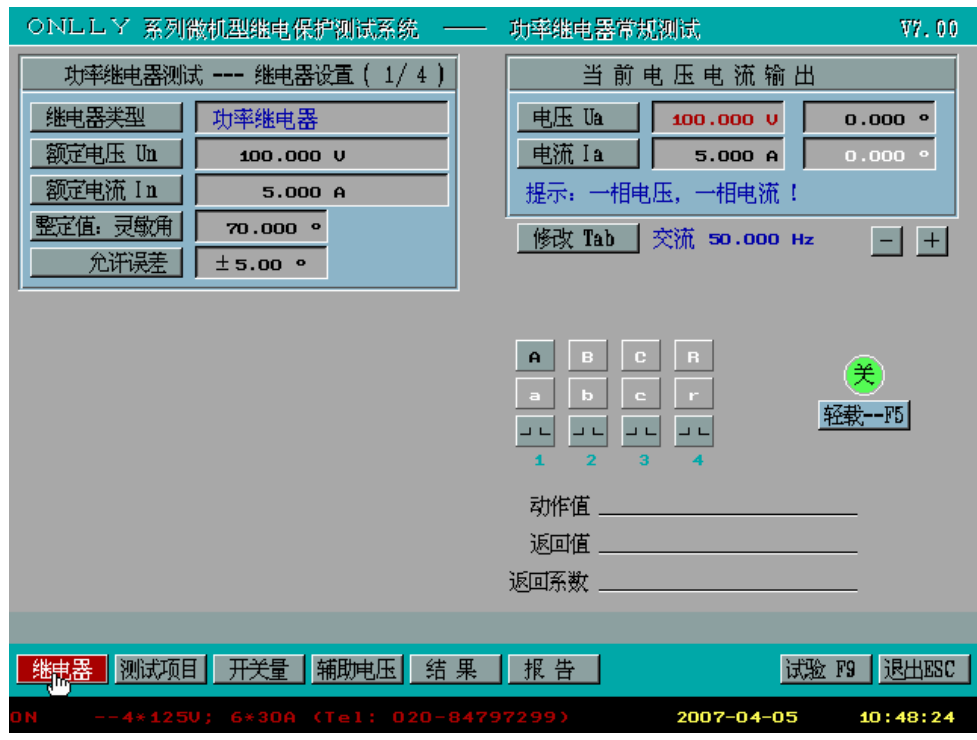 ONLLY 系列微机型继电保护测试系统 —— 功率继电器常规测试 V7.00
功率继电器测试 --- 继电器设置 ( 1/ 4 )
继电器类型 功率继电器
额定电压 Un 100.000 V
额定电流 In 5.000 A
整定值: 灵敏角 70.000 °
允许误差 ±5.00 °
当 前 电 压 电 流 输 出
电压 Ua 100.000 V 0.000 °
电流 Ia 5.000 A 0.000 °
提示: 一相电压, 一相电流 !
修改 Tab 交流 50.000 Hz - +
A B C R
a b c r
1 2 3 4
关
轻载--F5
动作值
返回值
返回系数
继电器 测试项目 开关量 辅助电压 结 果 报 告 试验 F9 退出ESC
ON --4*125V; 6*30A (Tel: 020-84797299) 2007-04-05 10:48:24